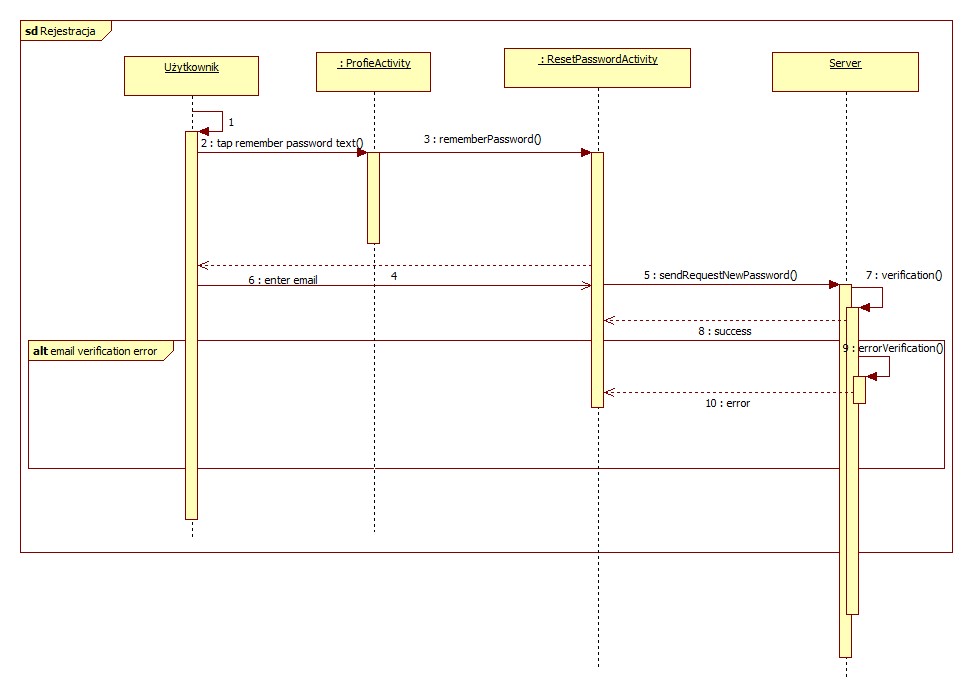 sd Rejestracja
Użytkownik
: ProfieActivity
: ResetPasswordActivity
Server
1
2 : tap remember password text()
3 : rememberPassword()
4
5 : sendRequestNewPassword()
6 : enter email
7 : verification()
8 : success
alt email verification error
9 : errorVerification()
10 : error